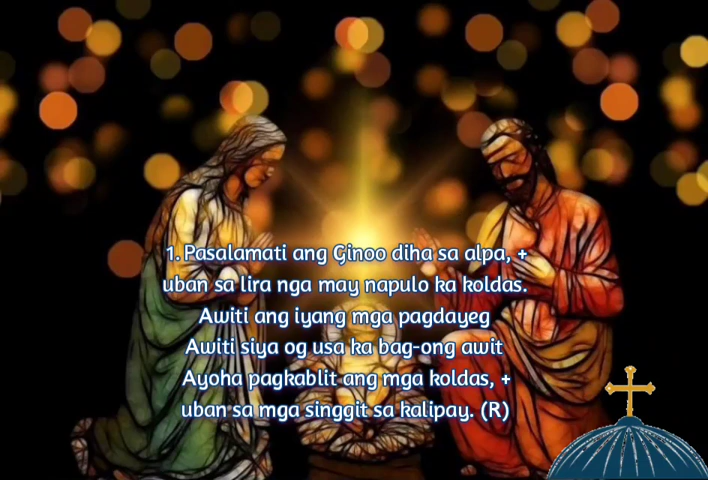 1. Pasalamati ang Ginoo diha sa alpa, +
uban sa lira nga may napulo ka koldas.
Awiti ang iyang mga pagdayeg
Awiti siya og usa ka bag-ong awit
Ayoha pagkablit ang mga koldas, +
uban sa mga singgit sa kalipay. (R)